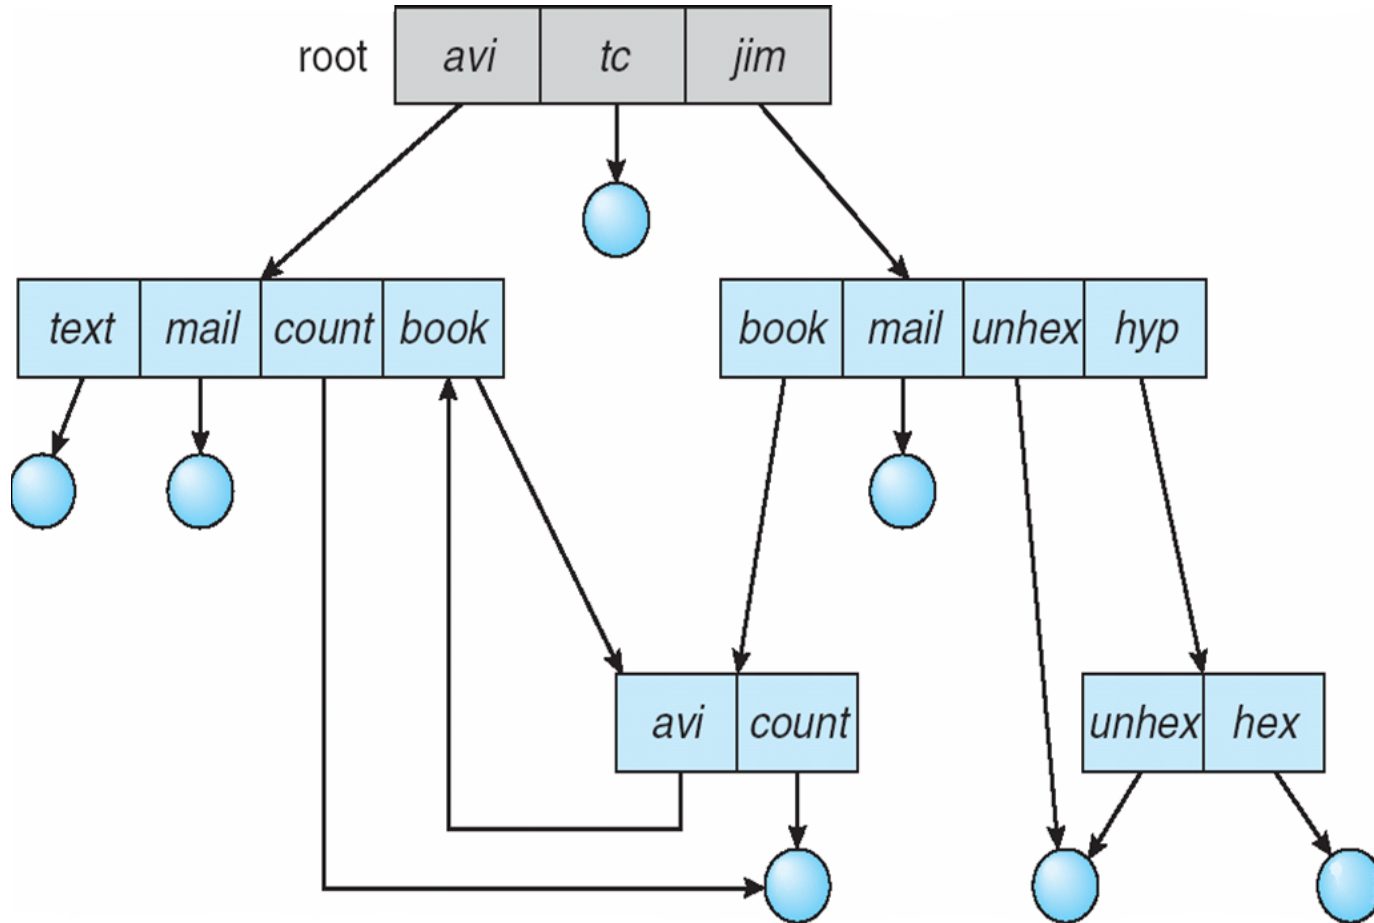 root avi tc jim
text mail count book
book mail unhex hyp
avi count
unhex hex